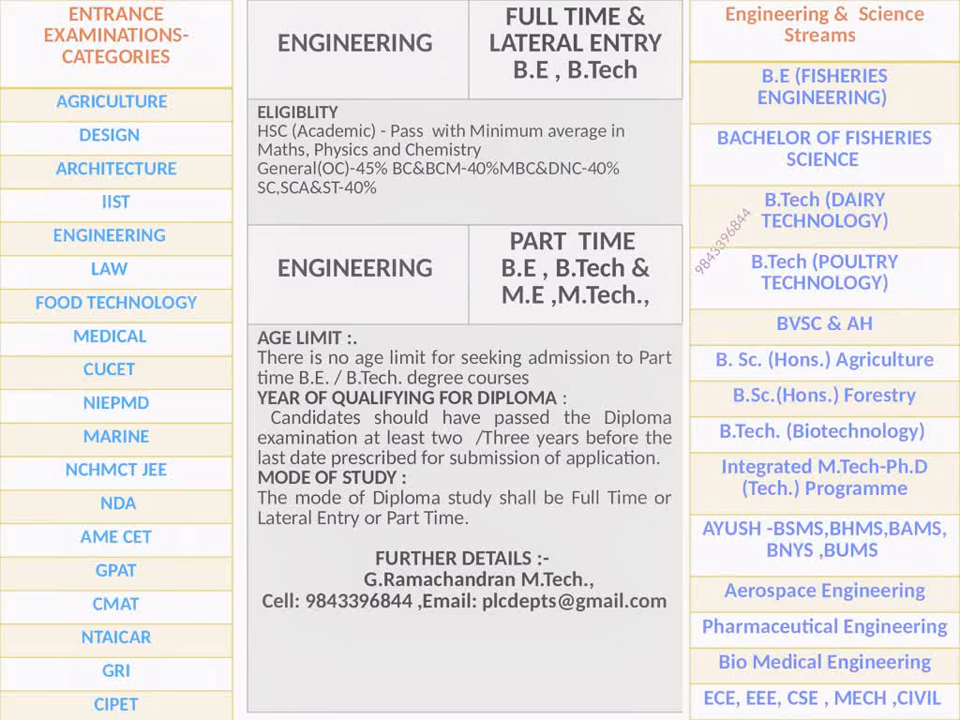 ENTRANCE
EXAMINATIONS-
CATEGORIES
AGRICULTURE
DESIGN
ARCHITECTURE
IIST
ENGINEERING
LAW
FOOD TECHNOLOGY
MEDICAL
CUCET
NIEPMD
MARINE
NCHMCT JEE
NDA
AME CET
GPAT
CMAT
NTAICAR
GRI
CIPET
ENGINEERING
FULL TIME &
LATERAL ENTRY
B.E , B.Tech
ELIGIBLITY
HSC (Academic) - Pass with Minimum average in
Maths, Physics and Chemistry
General(OC)-45% BC&BCM-40%MBC&DNC-40%
SC,SCA&ST-40%
ENGINEERING
PART TIME
B.E , B.Tech &
M.E ,M.Tech.,
AGE LIMIT :.
There is no age limit for seeking admission to Part
time B.E. / B.Tech. degree courses
YEAR OF QUALIFYING FOR DIPLOMA :
Candidates should have passed the Diploma
examination at least two /Three years before the
last date prescribed for submission of application.
MODE OF STUDY :
The mode of Diploma study shall be Full Time or
Lateral Entry or Part Time.
FURTHER DETAILS :-
G.Ramachandran M.Tech.,
Cell: 9843396844 ,Email: plcdepts@gmail.com
Engineering & Science
Streams
B.E (FISHERIES
ENGINEERING)
BACHELOR OF FISHERIES
SCIENCE
B.Tech (DAIRY
TECHNOLOGY)
9843396844
B.Tech (POULTRY
TECHNOLOGY)
BVSC & AH
B. Sc. (Hons.) Agriculture
B.Sc.(Hons.) Forestry
B.Tech. (Biotechnology)
Integrated M.Tech-Ph.D
(Tech.) Programme
AYUSH -BSMS,BHMS,BAMS,
BNYS ,BUMS
Aerospace Engineering
Pharmaceutical Engineering
Bio Medical Engineering
ECE, EEE, CSE , MECH ,CIVIL